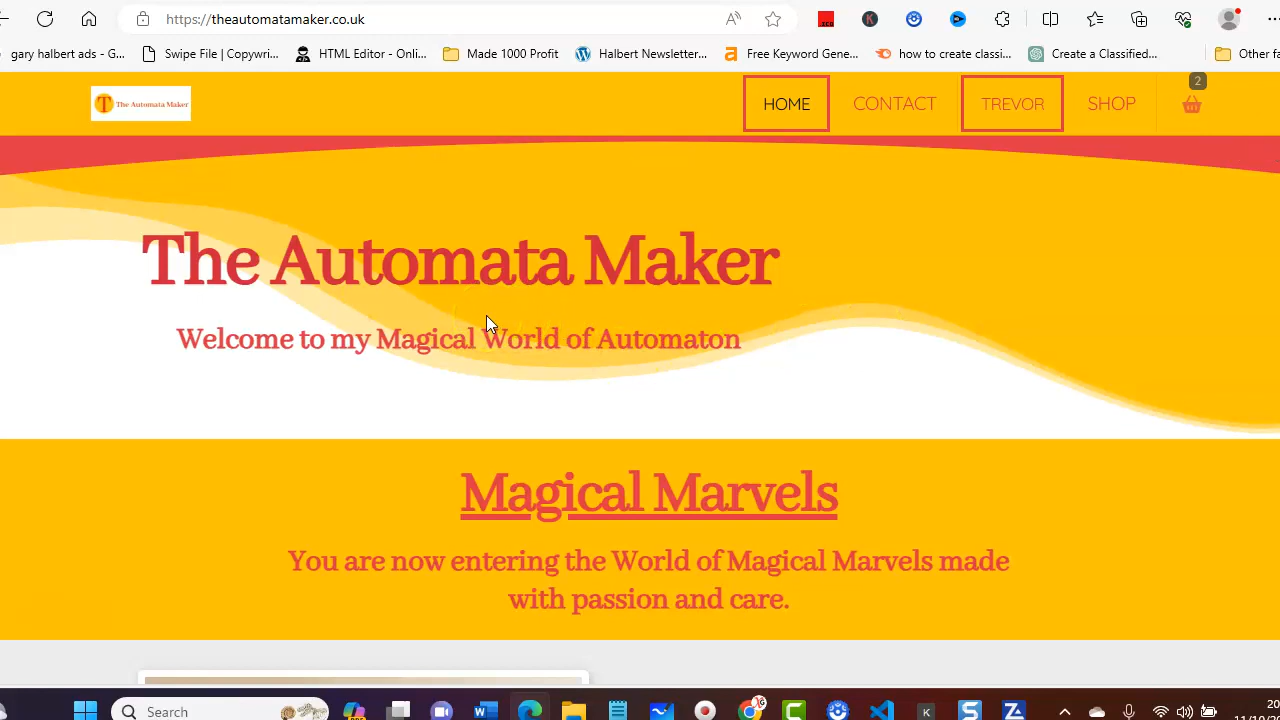 https://theautomatamaker.co.uk
gary halbert ads - G...
Swipe File | Copywri...
HTML Editor - Onli...
Made 1000 Profit
Halbert Newsletter...
Free Keyword Gene...
how to create classi...
Create a Classified...
Other f
T The Automata Maker
HOME
CONTACT
TREVOR
SHOP
2
The Automata Maker
Welcome to my Magical World of Automaton
Magical Marvels
You are now entering the World of Magical Marvels made
with passion and care.
Search
20